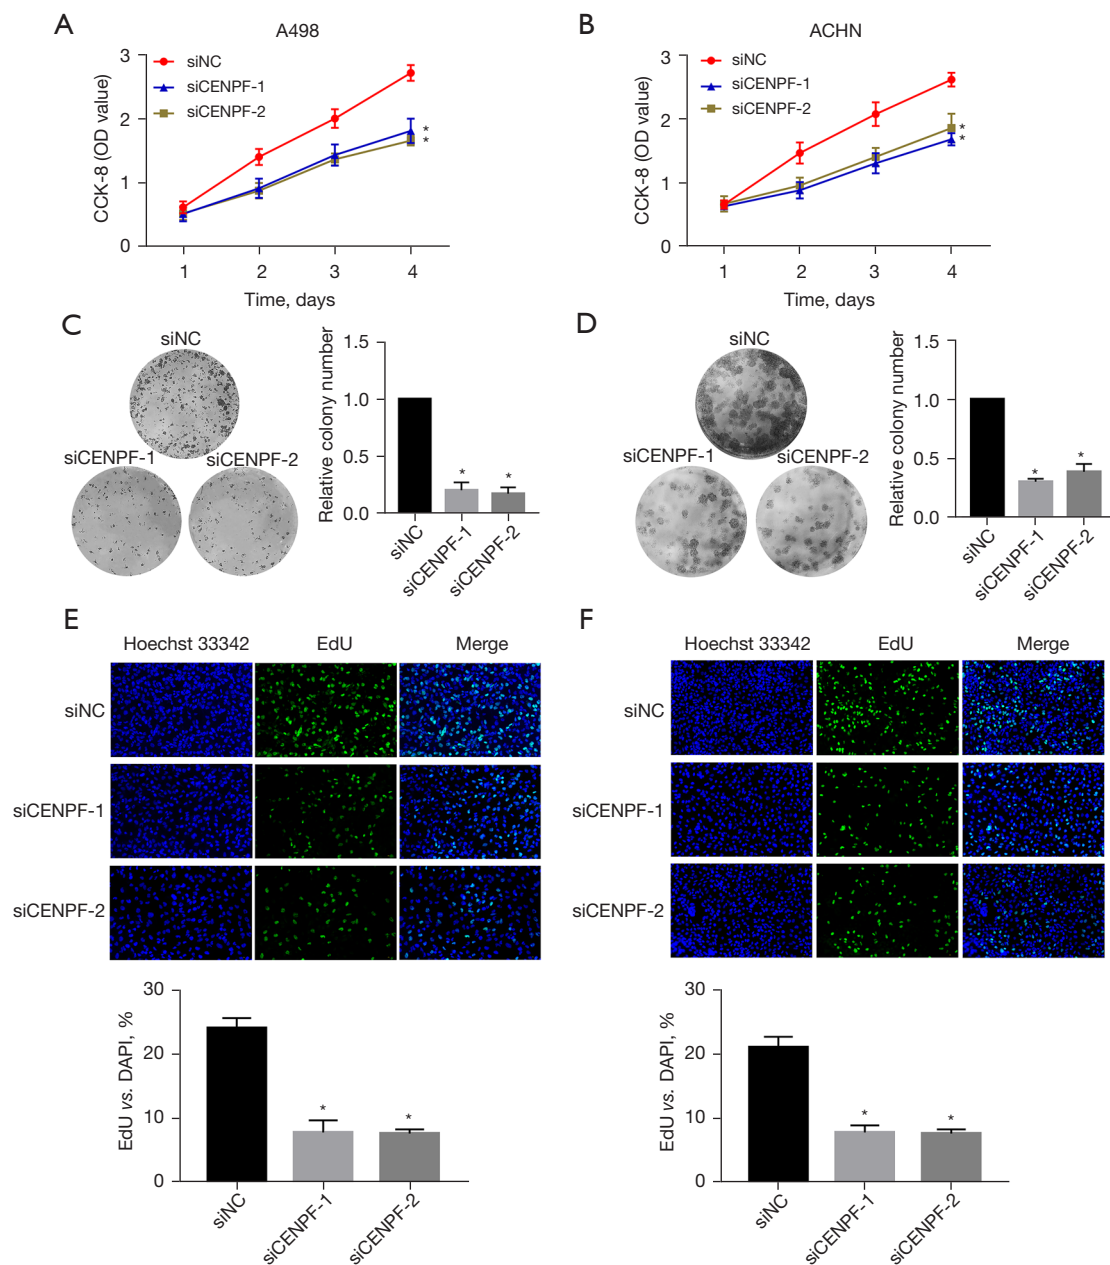 A
A498
3
2
1
0
CCK-8 (OD value)
siNC
siCENPF-1
siCENPF-2
*
*
1 2 3 4
Time, days
B
ACHN
3
2
1
0
CCK-8 (OD value)
siNC
siCENPF-1
siCENPF-2
*
*
1 2 3 4
Time, days
C
siNC
siCENPF-1
siCENPF-2
Relative colony number
1.5
1.0
0.5
0.0
* *
siNC
siCENPF-1
siCENPF-2
D
siNC
siCENPF-1
siCENPF-2
Relative colony number
1.5
1.0
0.5
0.0
* *
siNC
siCENPF-1
siCENPF-2
E
Hoechst 33342 EdU Merge
siNC
siCENPF-1
siCENPF-2
EdU vs. DAPI, %
30
20
10
0
* *
siNC
siCENPF-1
siCENPF-2
F
Hoechst 33342 EdU Merge
siNC
siCENPF-1
siCENPF-2
EdU vs. DAPI, %
30
20
10
0
* *
siNC
siCENPF-1
siCENPF-2